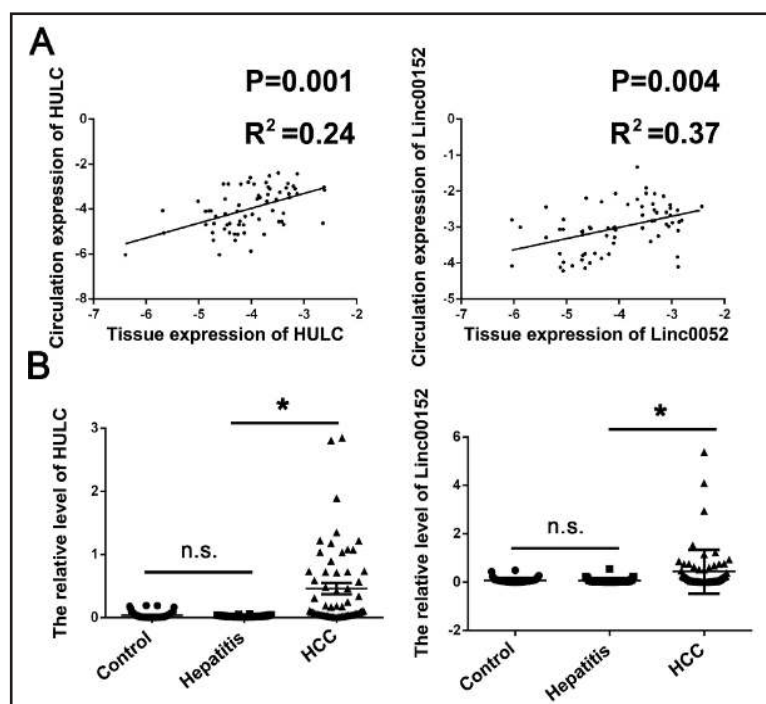 A
P=0.001
R² =0.24
Circulation expression of HULC
0
-2
-4
-6
-8
-7 -6 -5 -4 -3 -2
Tissue expression of HULC
P=0.004
R² =0.37
Circulation expression of Linc00152
0
-1
-2
-3
-4
-5
-7 -6 -5 -4 -3 -2
Tissue expression of Linc0052
B
The relative level of HULC
3
2
1
0
n.s.
*
Control Hepatitis HCC
The relative level of Linc00152
6
4
2
0
-2
n.s.
*
Control Hepatitis HCC